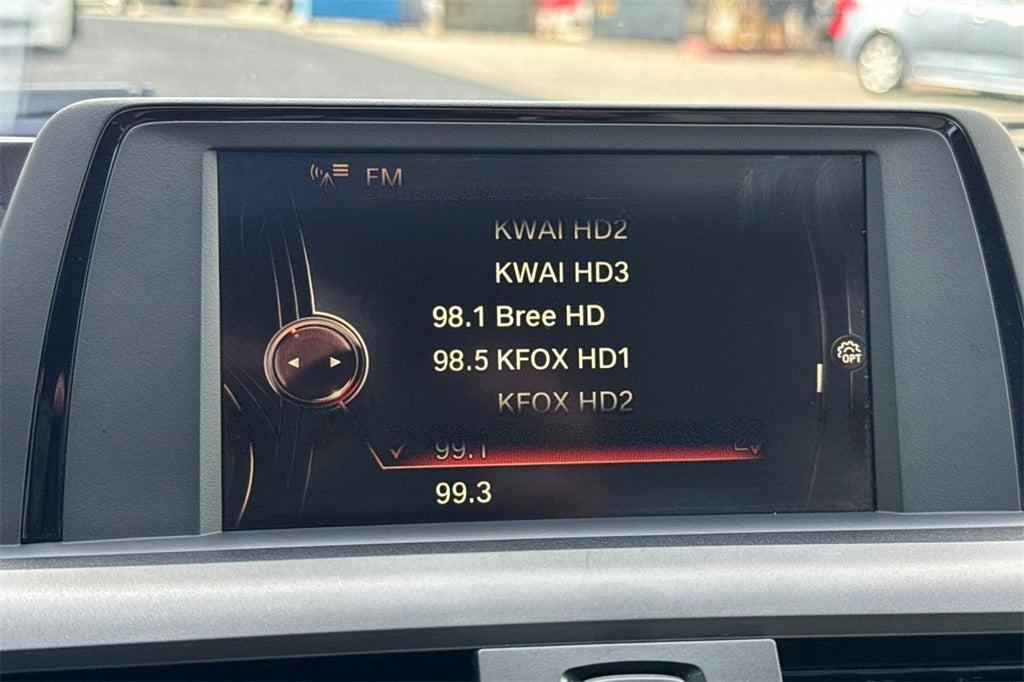 FM
KWAI HD2
KWAI HD3
98.1 Bree HD
98.5 KFOX HD1
KFOX HD2
99.1
99.3
OPT